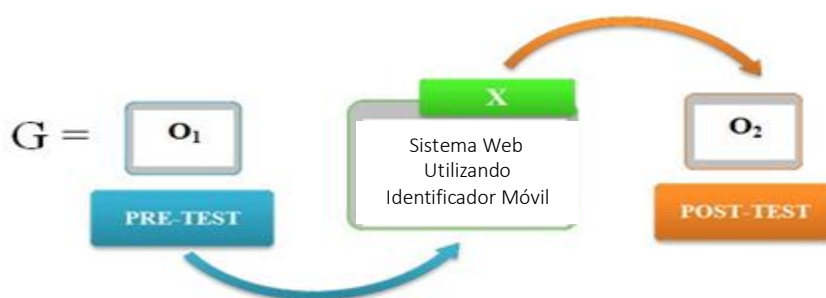 G =
O₁
PRE-TEST
X
Sistema Web
Utilizando
Identificador Móvil
O₂
POST-TEST